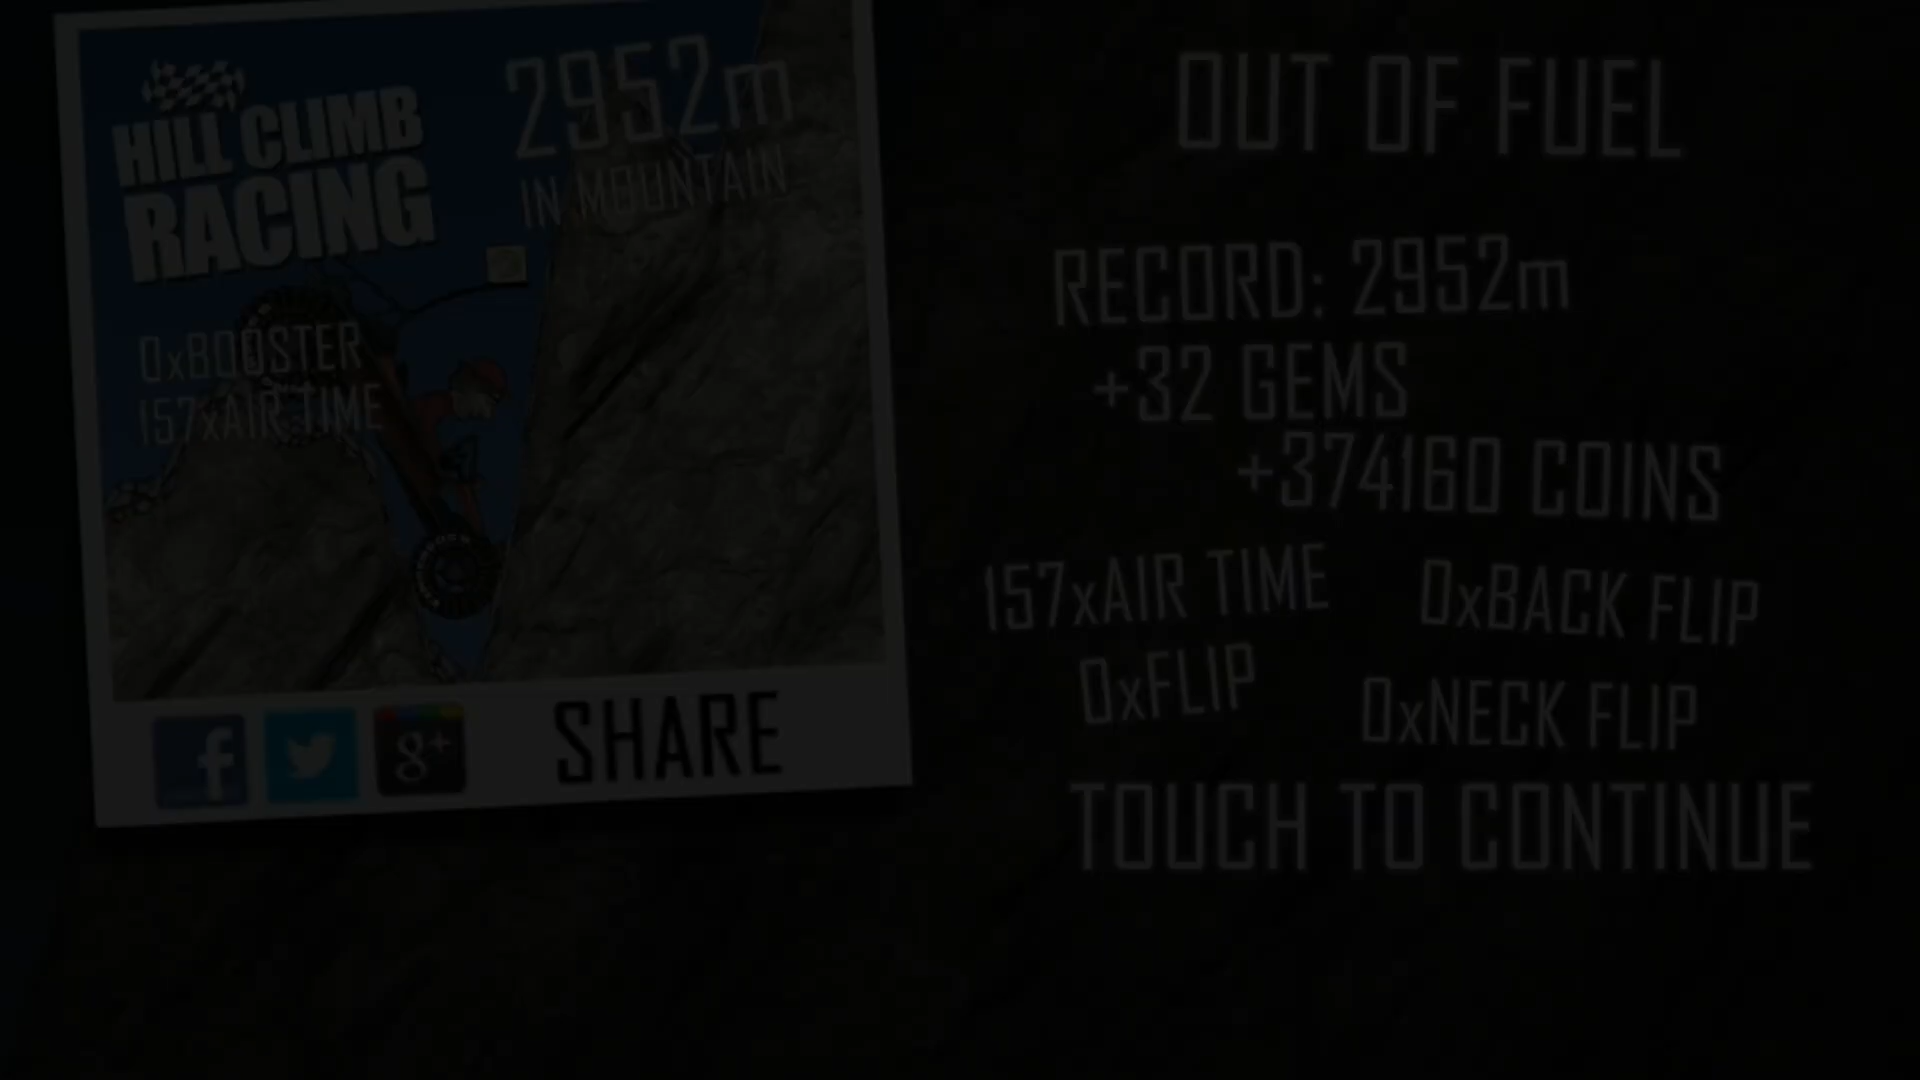 HILL CLIMB
RACING
2952m
IN MOUNTAIN
0xBOOSTER
157xAIR TIME
f
g+
SHARE
OUT OF FUEL
RECORD: 2952m
+32 GEMS
+374160 COINS
157xAIR TIME
0xBACK FLIP
0xFLIP
0xNECK FLIP
TOUCH TO CONTINUE